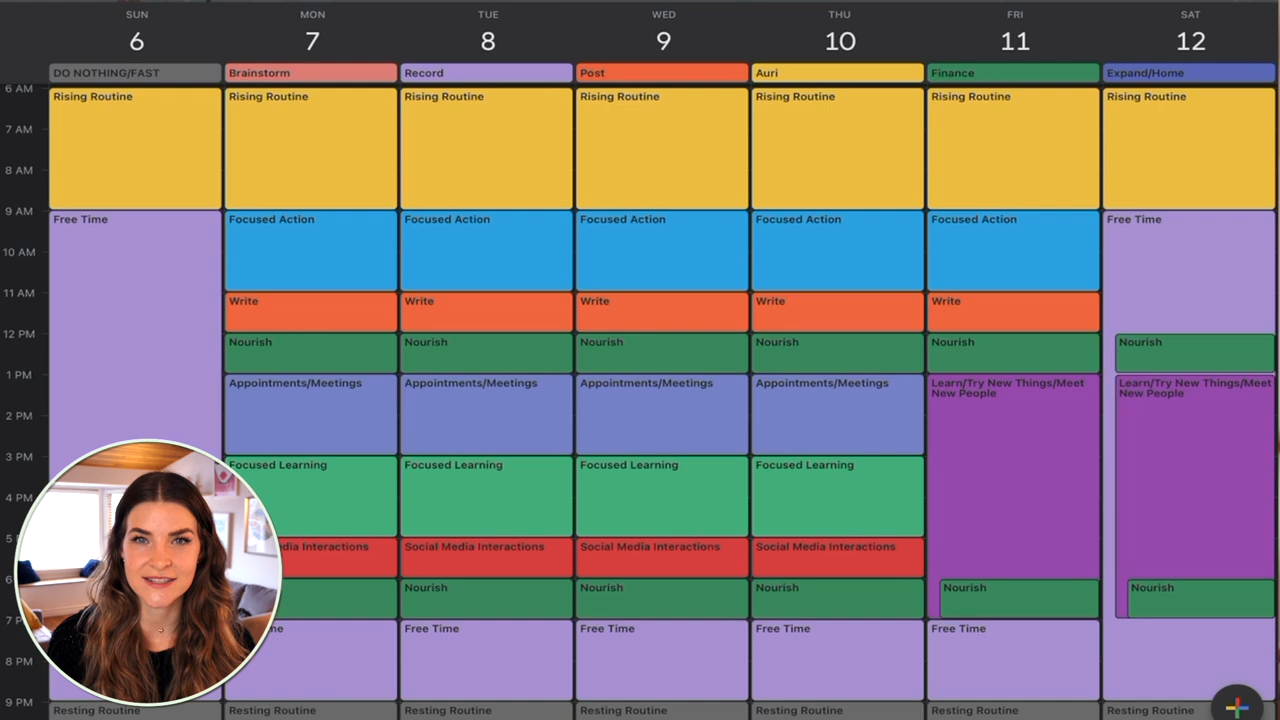 SUN MON TUE WED THU FRI SAT
6 7 8 9 10 11 12
DO NOTHING/FAST Brainstorm Record Post Auri Finance Expand/Home
6 AM
Rising Routine Rising Routine Rising Routine Rising Routine Rising Routine Rising Routine Rising Routine
7 AM
8 AM
9 AM
Free Time Focused Action Focused Action Focused Action Focused Action Focused Action Free Time
10 AM
11 AM
Write Write Write Write Write
12 PM
Nourish Nourish Nourish Nourish Nourish Nourish
1 PM
Appointments/Meetings Appointments/Meetings Appointments/Meetings Appointments/Meetings Learn/Try New Things/Meet Learn/Try New Things/Meet
New People New People
2 PM
3 PM
Focused Learning Focused Learning Focused Learning Focused Learning
4 PM
5
Interactions Social Media Interactions Social Media Interactions Social Media Interactions
6
Nourish Nourish Nourish Nourish Nourish
7
Free Time Free Time Free Time Free Time
8 PM
9 PM
Resting Routine Resting Routine Resting Routine Resting Routine Resting Routine Resting Routine Resting Routine